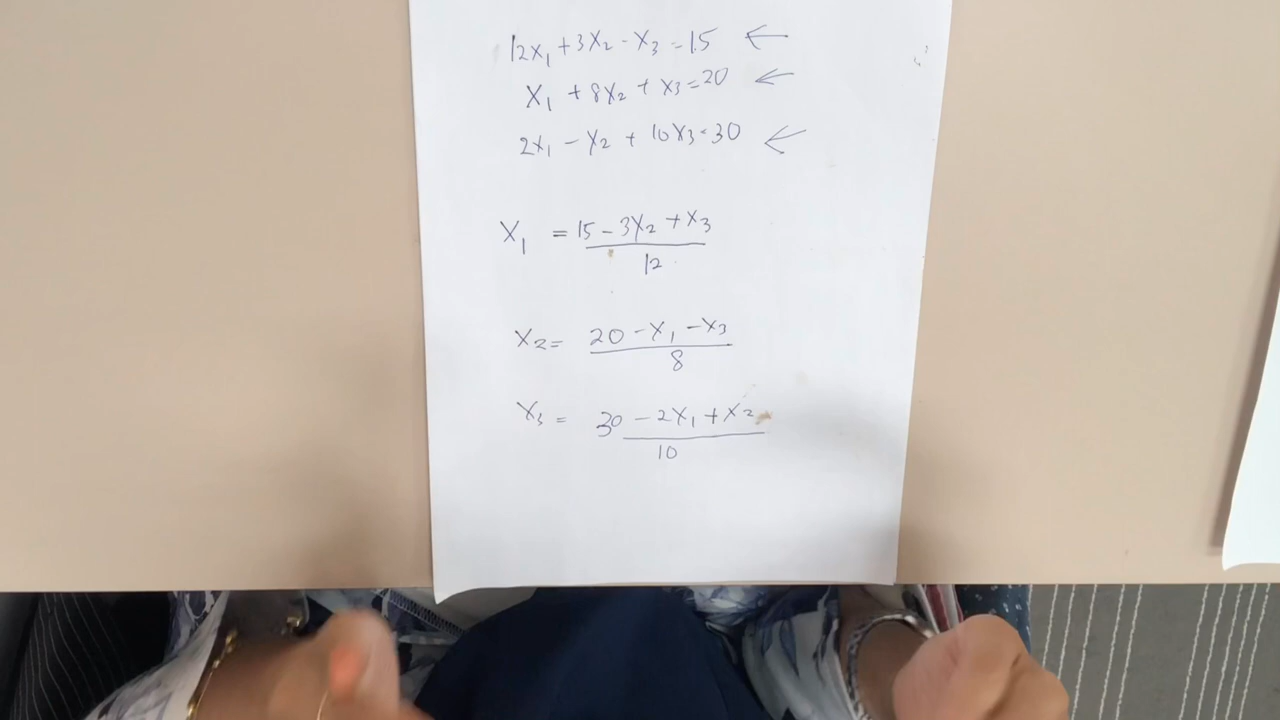 12x₁ + 3x₂ - x₃ = 15 ←
x₁ + 8x₂ + x₃ = 20 ←
2x₁ - x₂ + 10x₃ = 30 ←
x₁ = (15 - 3x₂ + x₃) / 12
x₂ = (20 - x₁ - x₃) / 8
x₃ = (30 - 2x₁ + x₂) / 10